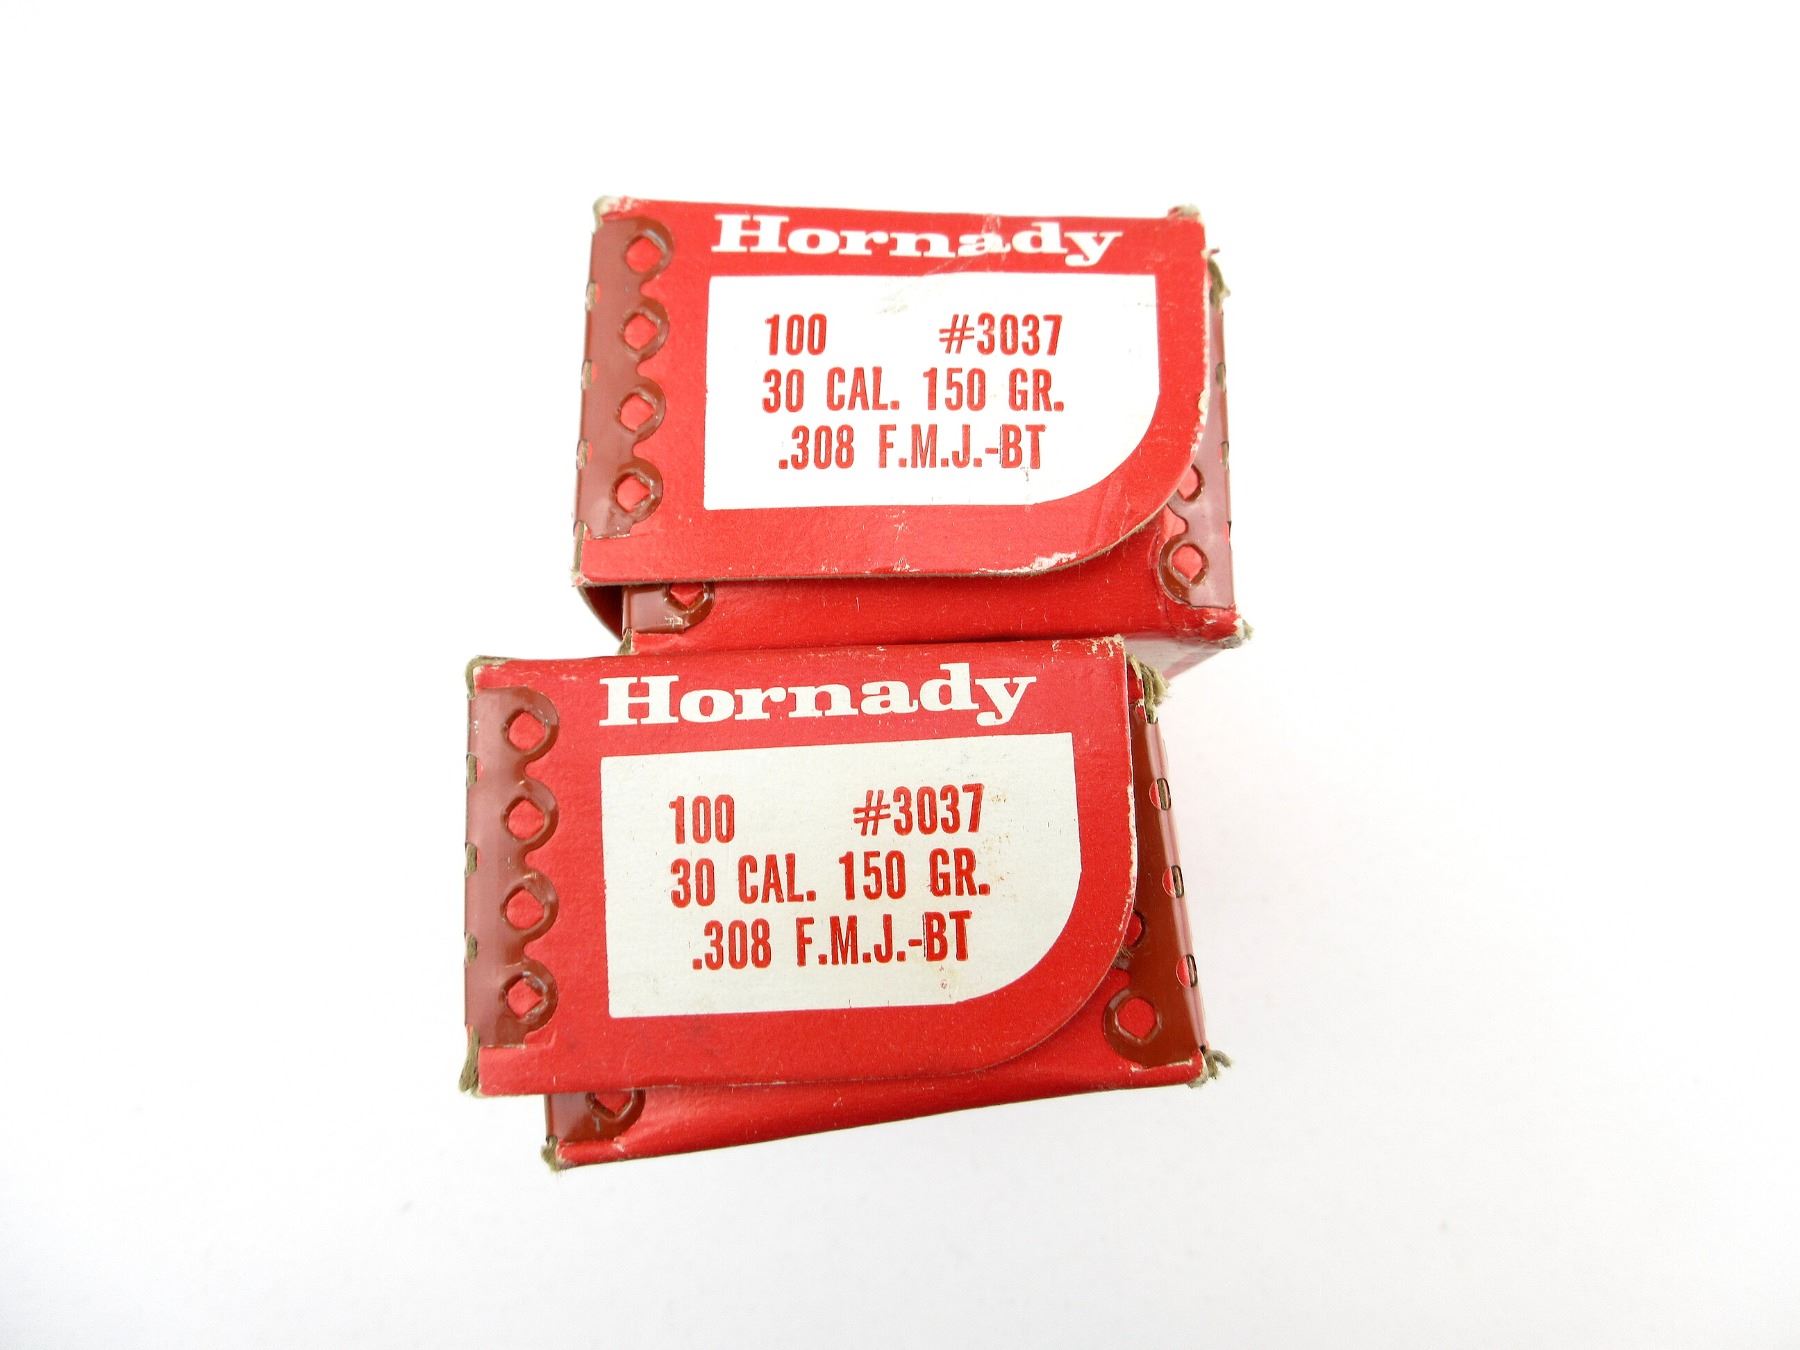 Hornady
100 #3037
30 CAL. 150 GR.
.308 F.M.J.-BT
Hornady
100 #3037
30 CAL. 150 GR.
.308 F.M.J.-BT